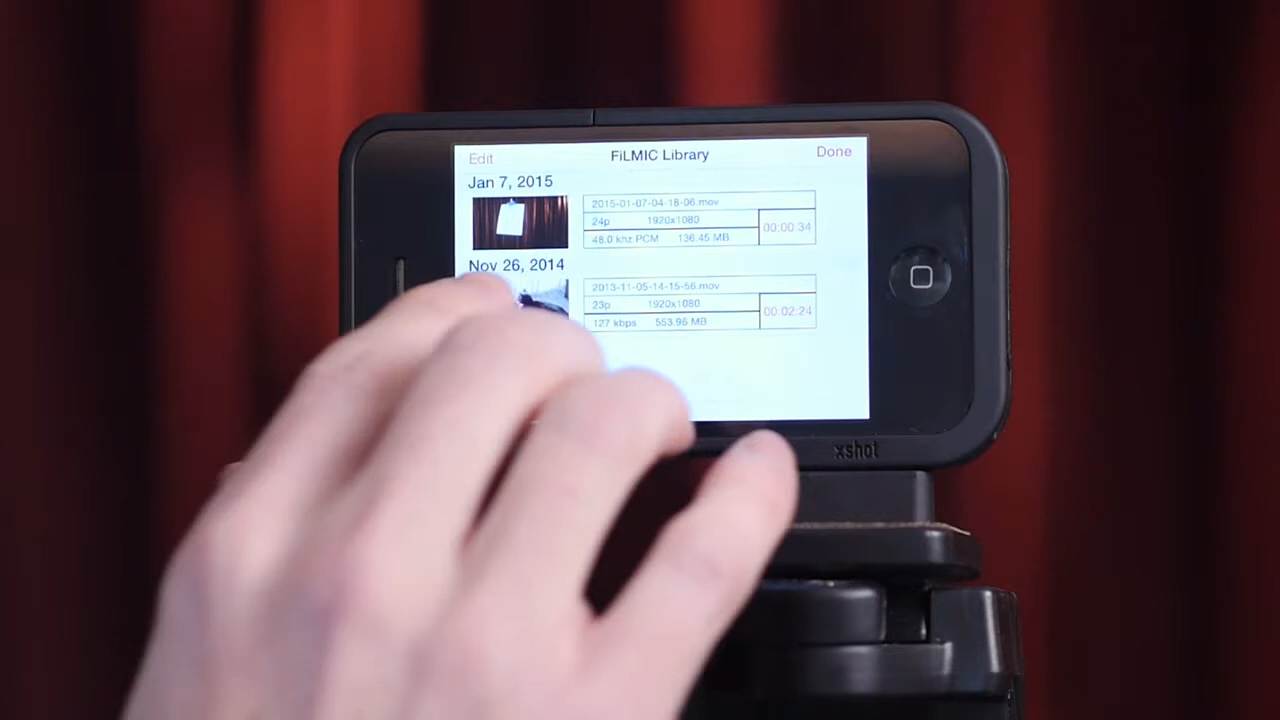 Edit FiLMIC Library Done
Jan 7, 2015
2015-01-07-04-18-06.mov
24p 1920x1080
00:00:34
48.0 khz PCM 136.45 MB
Nov 26, 2014
2013-11-05-14-15-56.mov
23p 1920x1080
00:02:24
127 kbps 553.96 MB
xshot